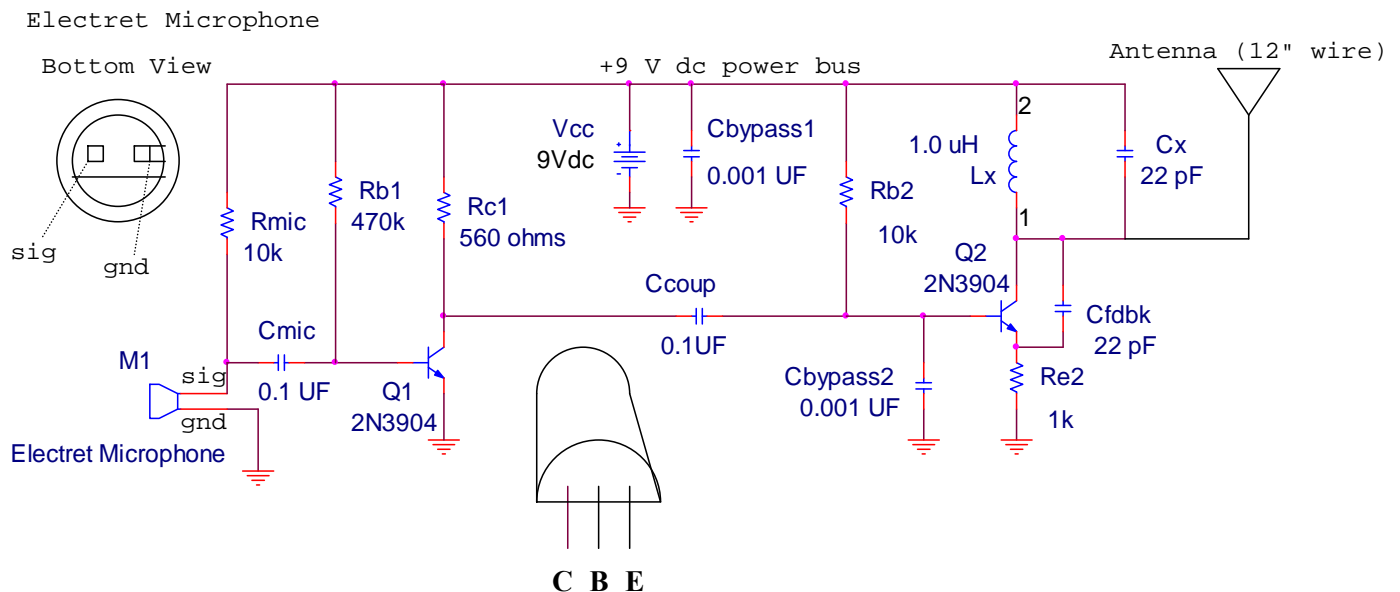 Electret Microphone
Bottom View
sig
gnd
+9 V dc power bus
Antenna (12" wire)
Rmic
10k
Rb1
470k
Rc1
560 ohms
Vcc
9Vdc
Cbypass1
0.001 UF
Rb2
10k
2
1.0 uH
Lx
1
Cx
22 pF
Q2
2N3904
Cfdbk
22 pF
Ccoup
0.1UF
Cmic
0.1 UF
M1
sig
gnd
Electret Microphone
Q1
2N3904
Cbypass2
0.001 UF
Re2
1k
C B E